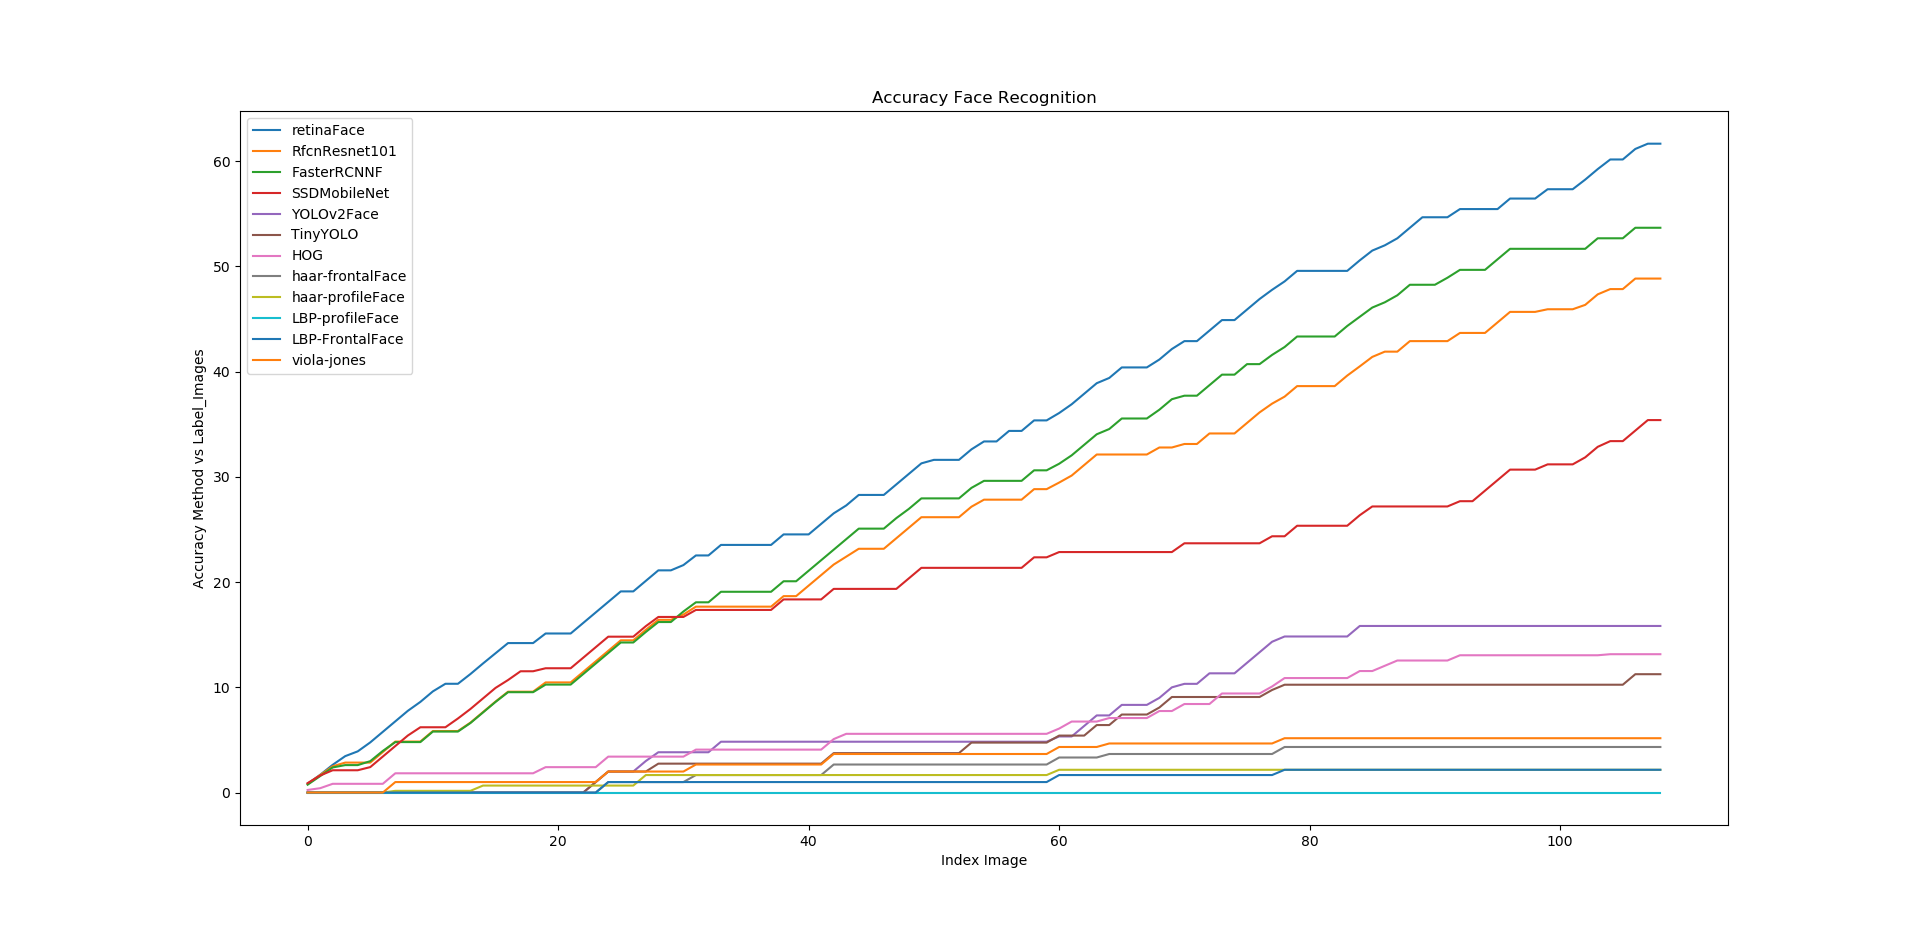 Accuracy Face Recognition
retinaFace
RfcnResnet101
FasterRCNNF
SSDMobileNet
YOLOv2Face
TinyYOLO
HOG
haar-frontalFace
haar-profileFace
LBP-profileFace
LBP-FrontalFace
viola-jones
Accuracy Method vs Label_Images
60
50
40
30
20
10
0
0 20 40 60 80 100
Index Image